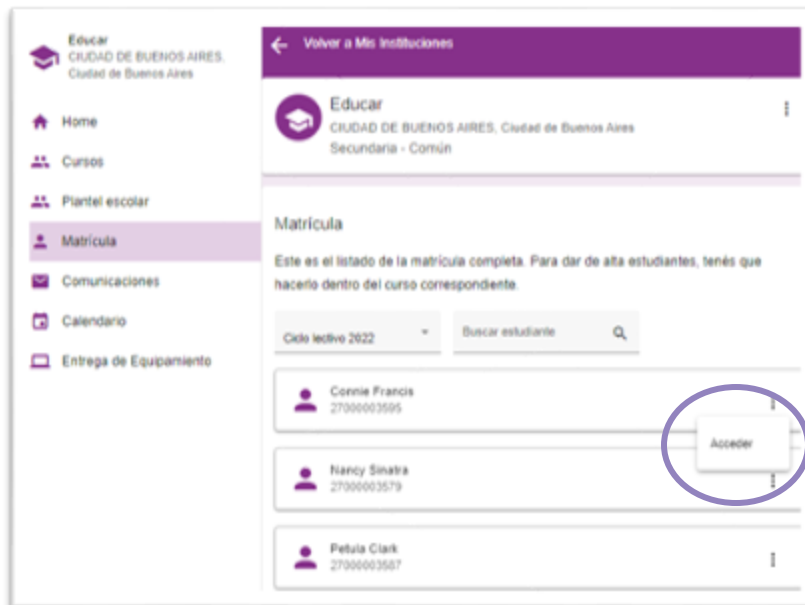 Educar
CIUDAD DE BUENOS AIRES,
Ciudad de Buenos Aires
Home
Cursos
Plantel escolar
Matrícula
Comunicaciones
Calendario
Entrega de Equipamiento
Volver a Mis Instituciones
Educar
CIUDAD DE BUENOS AIRES, Ciudad de Buenos Aires
Secundaria - Común
Matrícula
Este es el listado de la matrícula completa. Para dar de alta estudiantes, tenés que
hacerlo dentro del curso correspondiente.
Ciclo lectivo 2022
Buscar estudiante
Connie Francis
27000003595
Acceder
Nancy Sinatra
27000003579
Petula Clark
27000003587